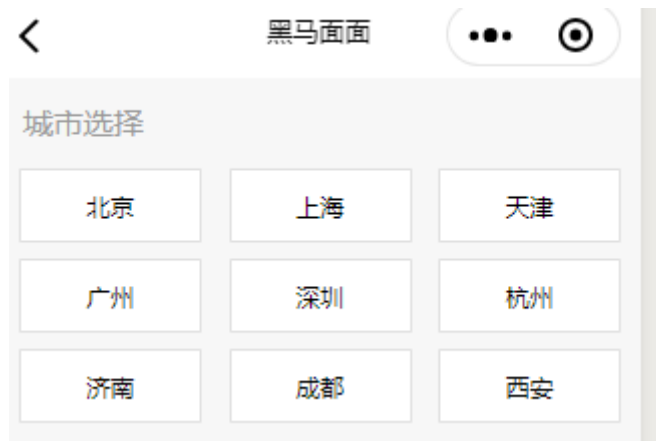 黑马面面
城市选择
北京 上海 天津
广州 深圳 杭州
济南 成都 西安